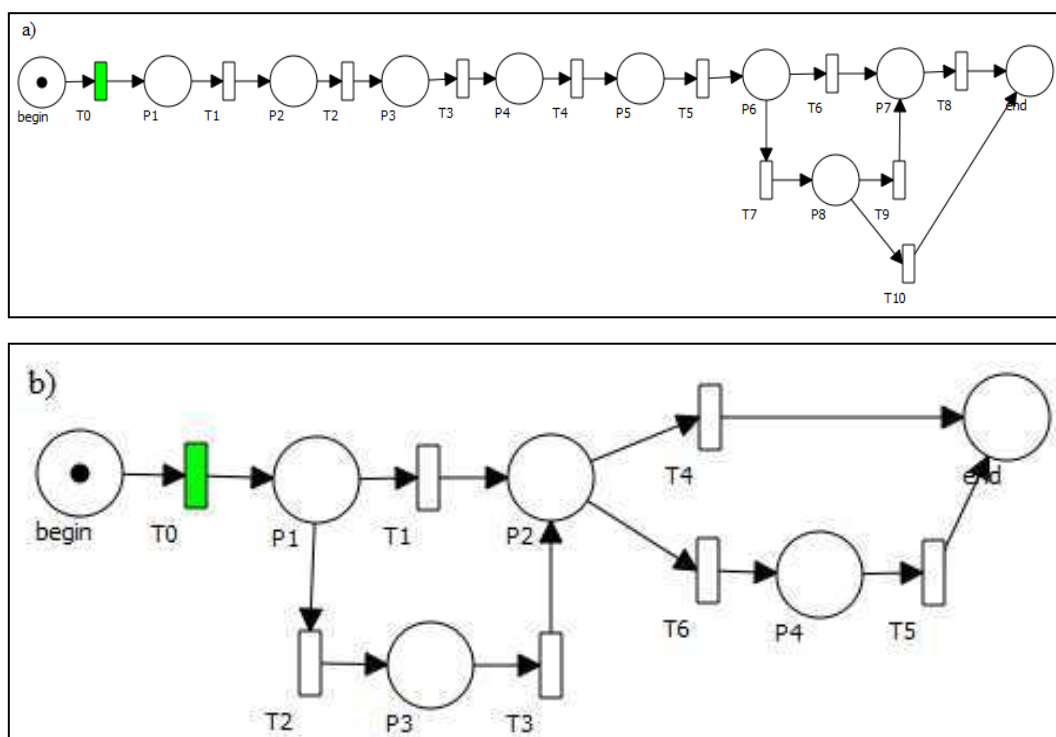 a)
begin T0 P1 T1 P2 T2 P3 T3 P4 T4 P5 T5 P6 T6 P7 T8 end
T7 P8 T9
T10
b)
begin T0 P1 T1 P2 T4 end
T6 P4 T5
T2 P3 T3